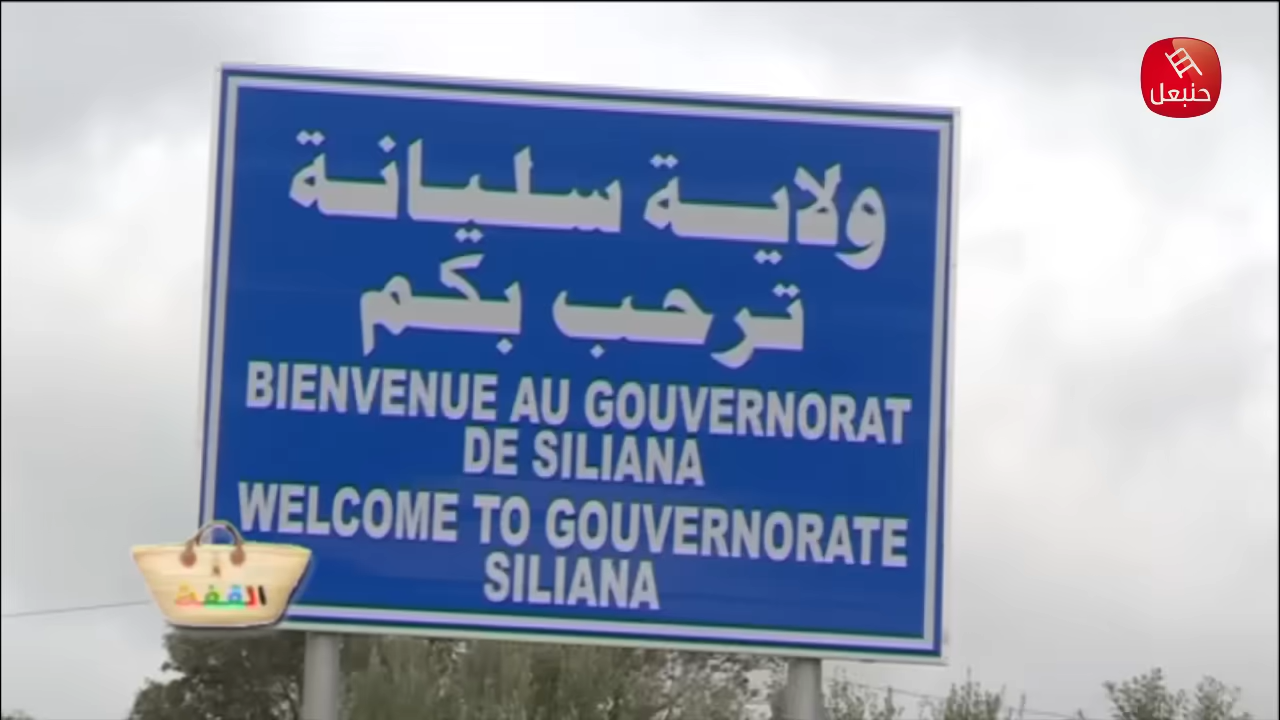 حنبعل
ولاية سليانة
ترحب بكم
BIENVENUE AU GOUVERNORAT
DE SILIANA
WELCOME TO GOUVERNORATE
SILIANA
القفة